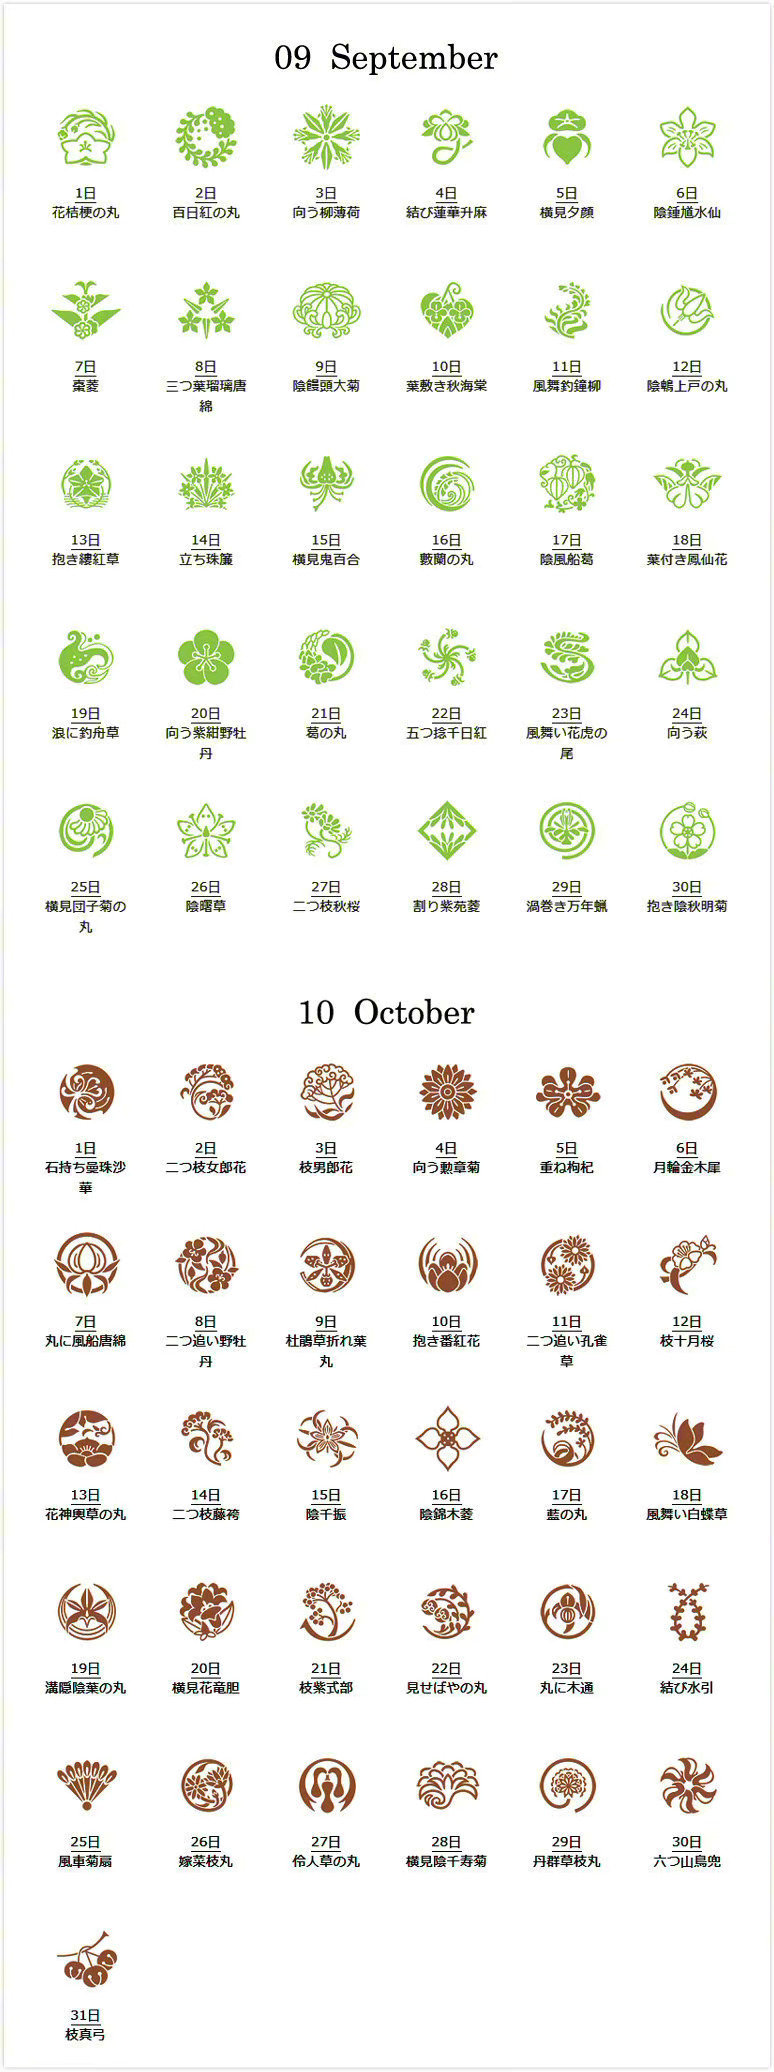 09 September
1日 2日 3日 4日 5日 6日
花桔梗の丸 百日紅の丸 向う柳薄荷 結び蓮華升麻 横見夕顔 陰鍾馗水仙
7日 8日 9日 10日 11日 12日
棗菱 三つ葉瑠璃唐 陰饅頭大菊 葉敷き秋海棠 風舞釣鐘柳 陰鵯上戸の丸
綿
13日 14日 15日 16日 17日 18日
抱き縷紅草 立ち珠簾 横見鬼百合 藪蘭の丸 陰風船葛 葉付き鳳仙花
19日 20日 21日 22日 23日 24日
浪に釣舟草 向う紫紺野牡 葛の丸 五つ捻千日紅 風舞い花虎の 向う萩
丹 尾
25日 26日 27日 28日 29日 30日
横見団子菊の 陰曙草 二つ枝秋桜 割り紫苑菱 渦巻き万年蝋 抱き陰秋明菊
丸
10 October
1日 2日 3日 4日 5日 6日
石持ち曼珠沙 二つ枝女郎花 枝男郎花 向う勲章菊 重ね枸杞 月輪金木犀
華
7日 8日 9日 10日 11日 12日
丸に風船唐綿 二つ追い野牡 杜鵑草折れ葉 抱き番紅花 二つ追い孔雀 枝十月桜
丹 丸 草
13日 14日 15日 16日 17日 18日
花神輿草の丸 二つ枝藤袴 陰千振 陰錦木菱 藍の丸 風舞い白蝶草
19日 20日 21日 22日 23日 24日
溝隠陰葉の丸 横見花竜胆 枝紫式部 見せばやの丸 丸に木通 結び水引
25日 26日 27日 28日 29日 30日
風車菊扇 嫁菜枝丸 伶人草の丸 横見陰千寿菊 丹群草枝丸 六つ山鳥兜
31日
枝真弓